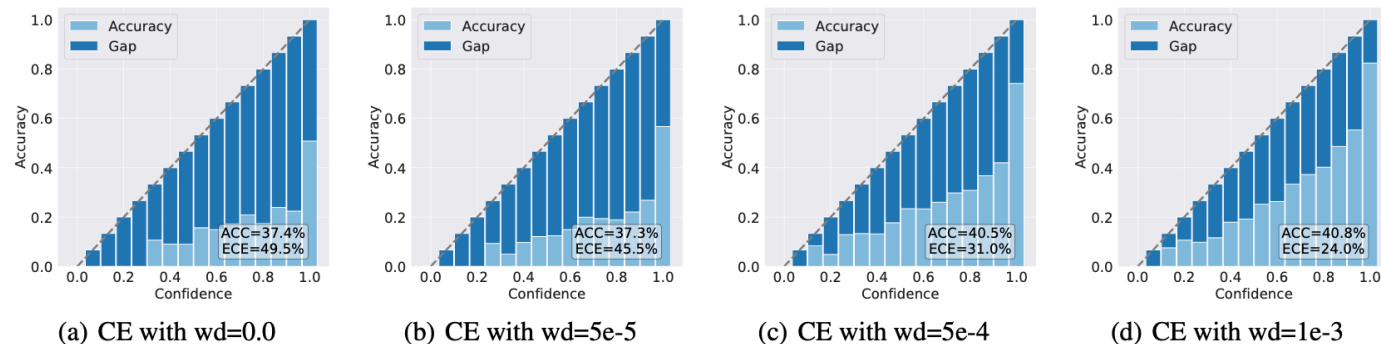 Accuracy
Gap
1.0
0.8
0.6
0.4
0.2
0.0
Accuracy
ACC=37.4%
ECE=49.5%
0.0 0.2 0.4 0.6 0.8 1.0
Confidence
(a) CE with wd=0.0
Accuracy
Gap
1.0
0.8
0.6
0.4
0.2
0.0
Accuracy
ACC=37.3%
ECE=45.5%
0.0 0.2 0.4 0.6 0.8 1.0
Confidence
(b) CE with wd=5e-5
Accuracy
Gap
1.0
0.8
0.6
0.4
0.2
0.0
Accuracy
ACC=40.5%
ECE=31.0%
0.0 0.2 0.4 0.6 0.8 1.0
Confidence
(c) CE with wd=5e-4
Accuracy
Gap
1.0
0.8
0.6
0.4
0.2
0.0
Accuracy
ACC=40.8%
ECE=24.0%
0.0 0.2 0.4 0.6 0.8 1.0
Confidence
(d) CE with wd=1e-3